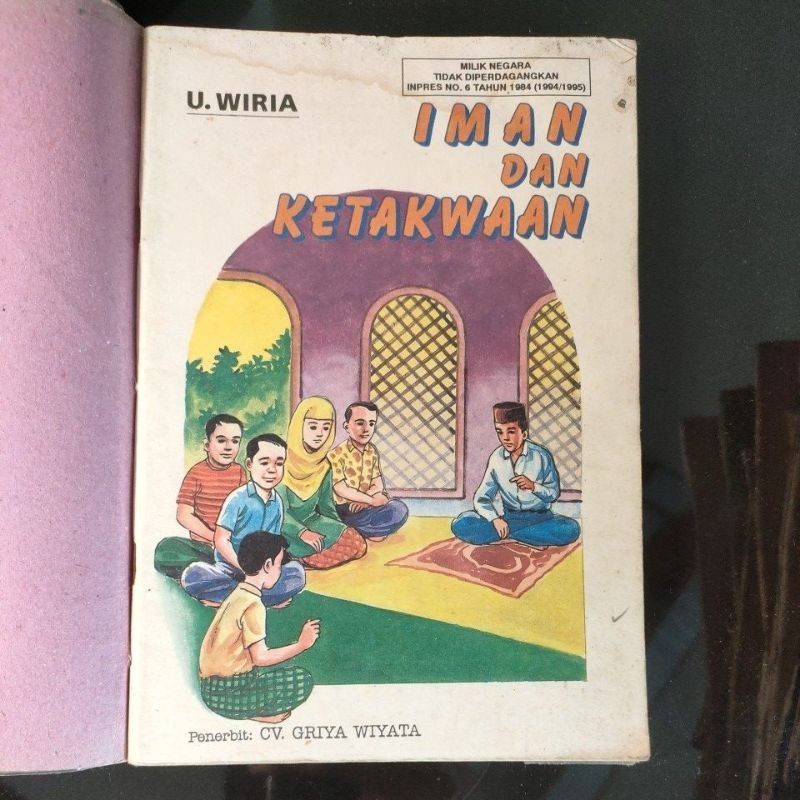 MILIK NEGARA
TIDAK DIPERDAGANGKAN
INPRES NO. 6 TAHUN 1984 (1994/1995)
U. WIRIA
IMAN
DAN
KETAKWAAN
Penerbit: CV. GRIYA WIYATA